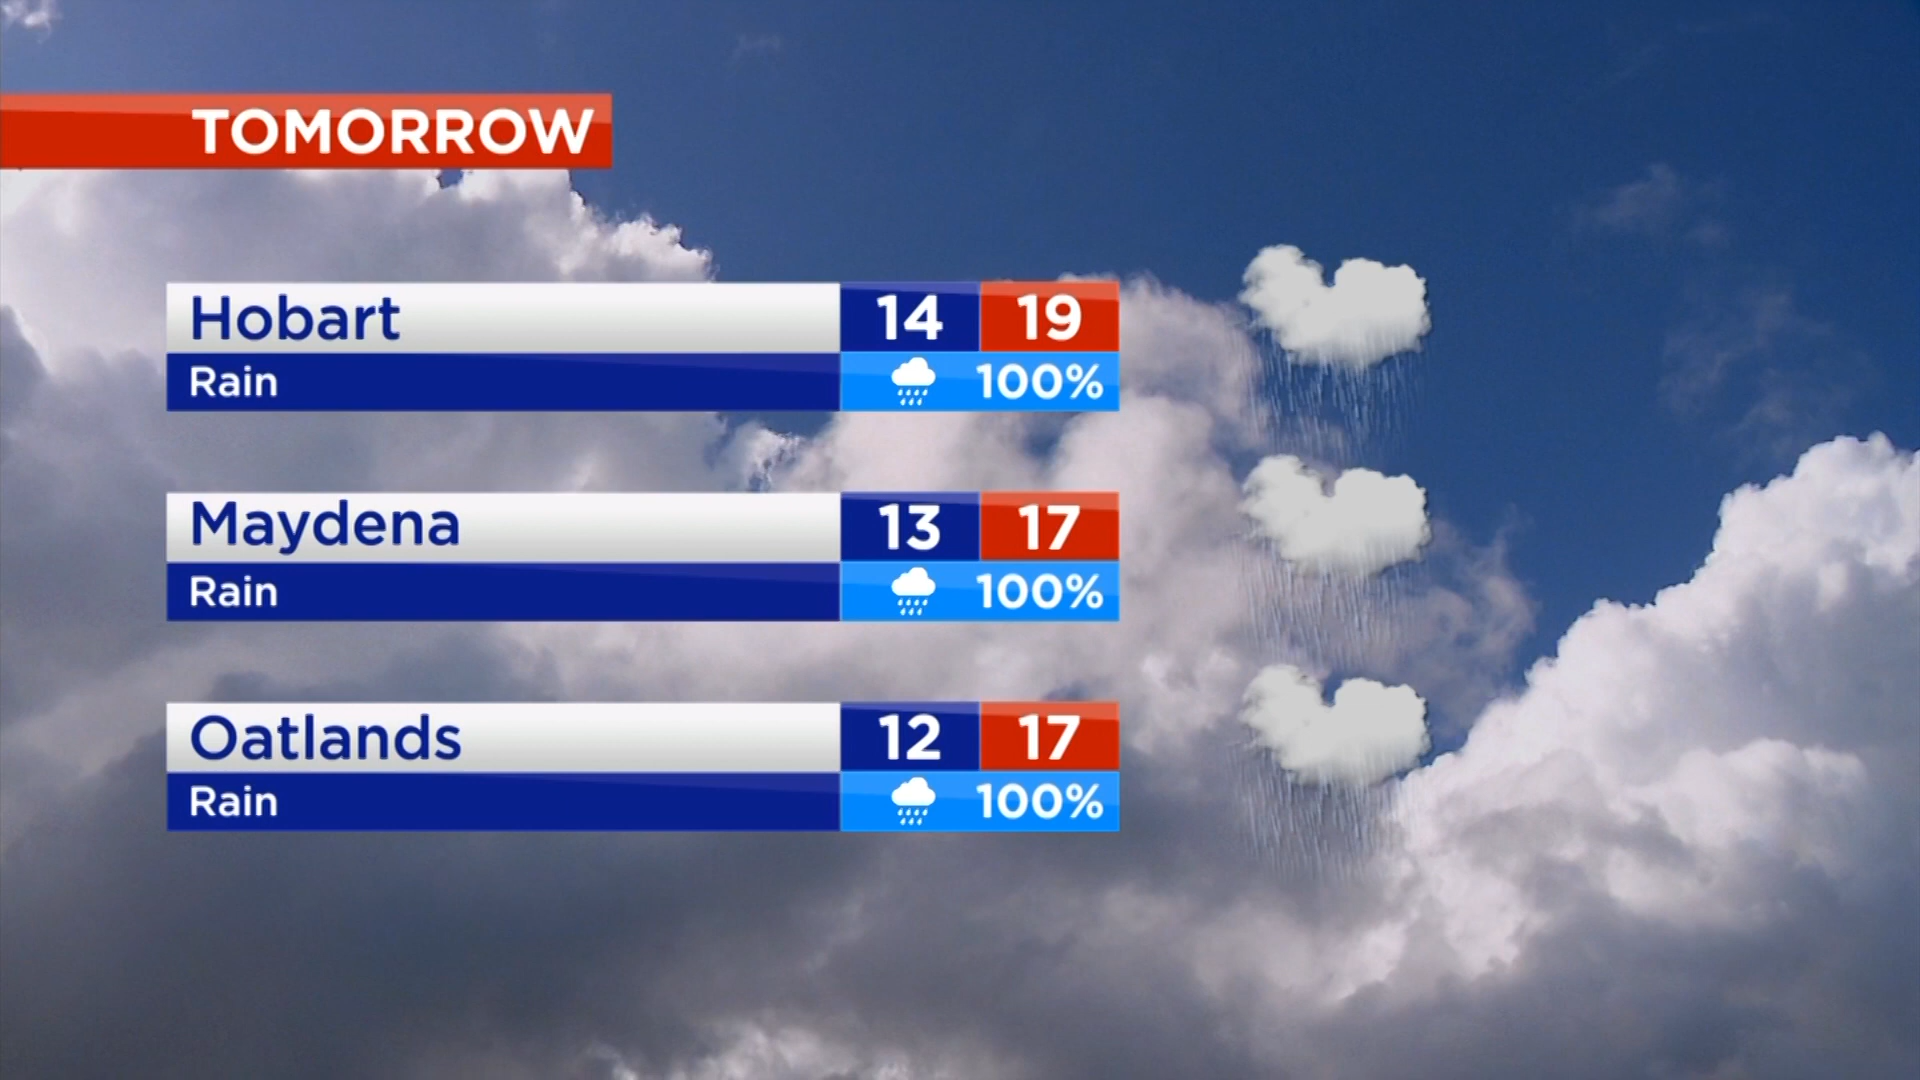 TOMORROW
Hobart 14 19
Rain 100%
Maydena 13 17
Rain 100%
Oatlands 12 17
Rain 100%